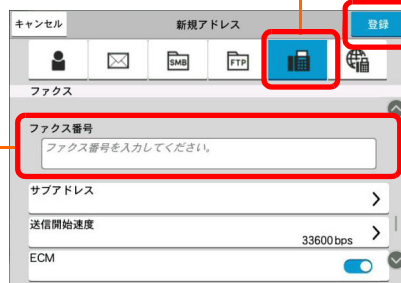 キャンセル 新規アドレス 登録
SMB FTP
ファクス
ファクス番号
ファクス番号を入力してください。
サブアドレス
送信開始速度
33600 bps
ECM